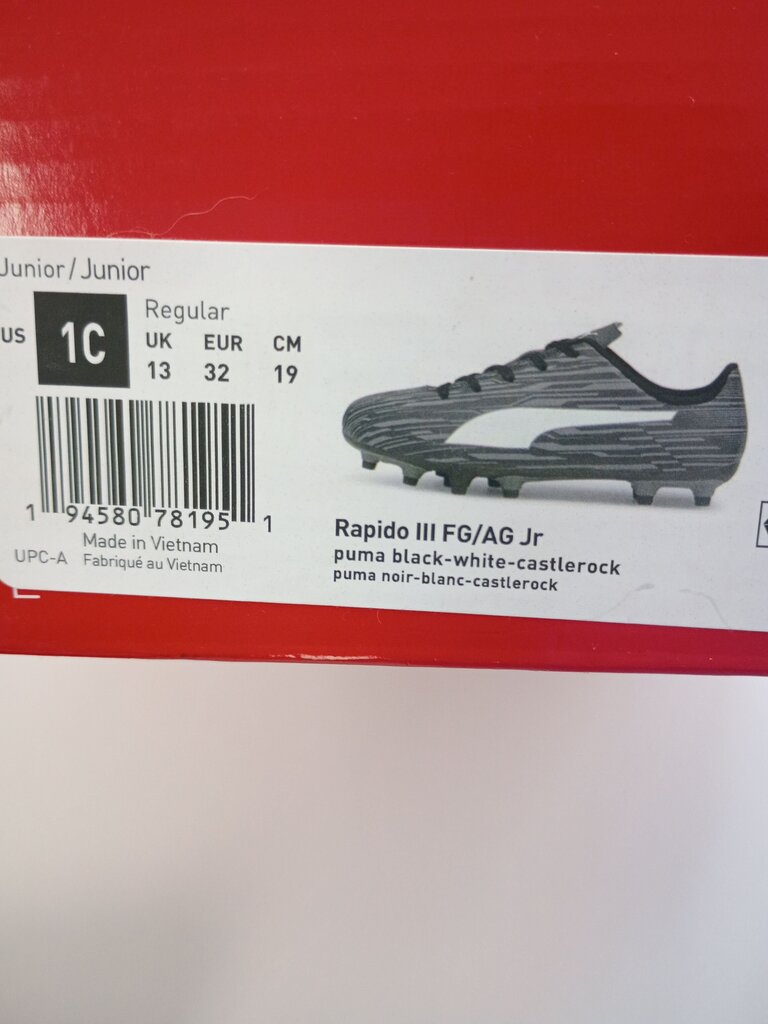 Junior/Junior
US 1C
Regular
UK EUR CM
13 32 19
1 94580 78195 1
Made in Vietnam
UPC-A Fabriqué au Vietnam
Rapido III FG/AG Jr
puma black-white-castlerock
puma noir-blanc-castlerock